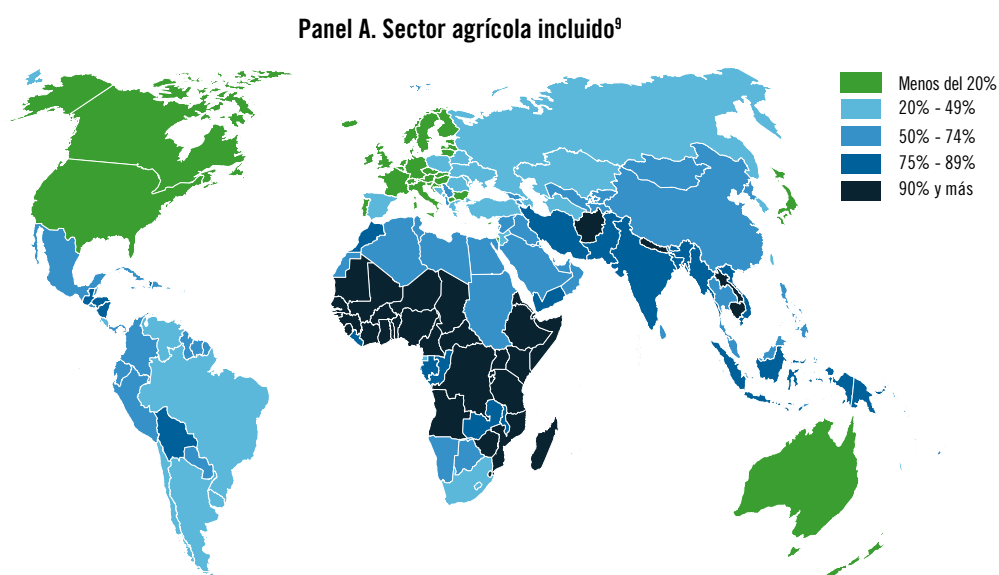 Panel A. Sector agrícola incluido⁹
Menos del 20%
20% - 49%
50% - 74%
75% - 89%
90% y más